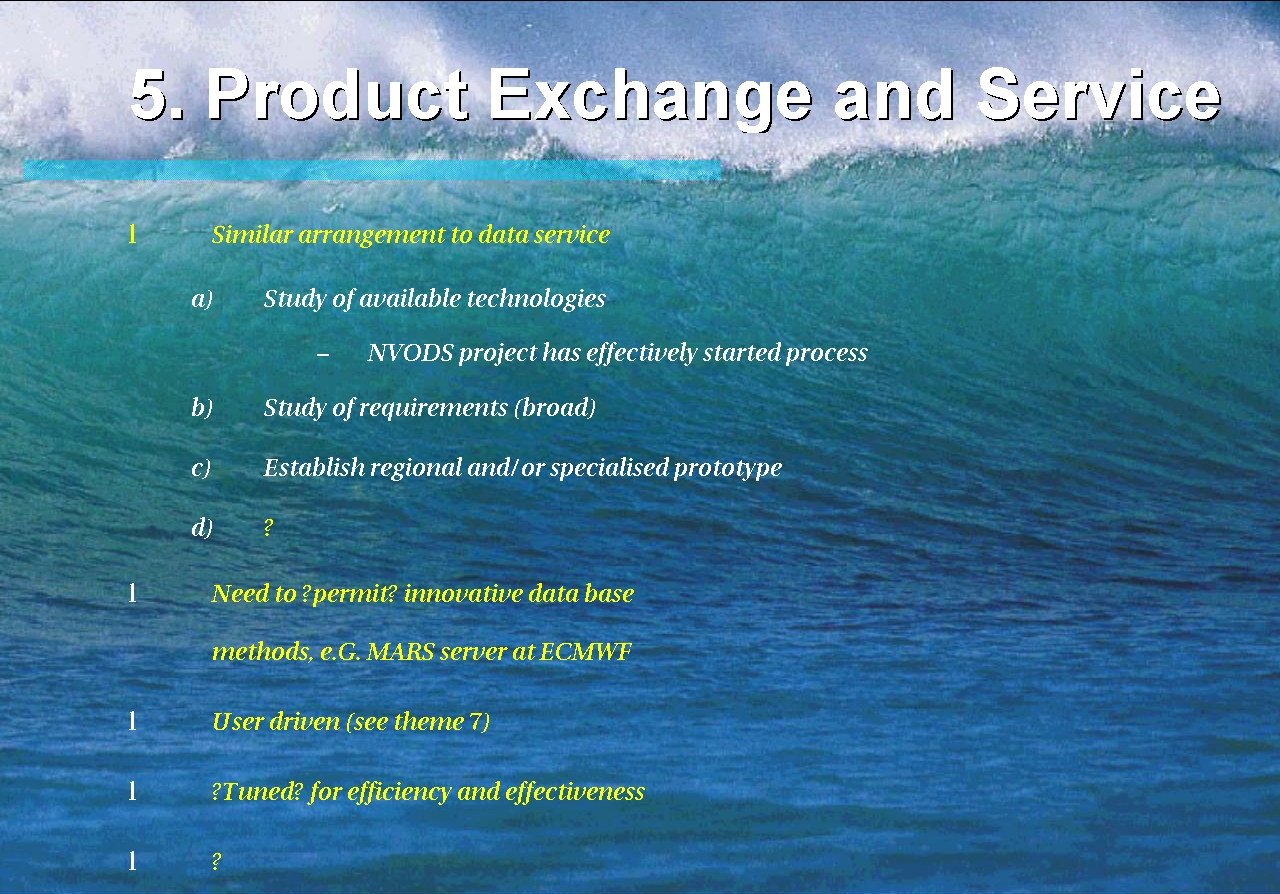 5. Product Exchange and Service
l Similar arrangement to data service
a) Study of available technologies
– NVODS project has effectively started process
b) Study of requirements (broad)
c) Establish regional and/or specialised prototype
d) ?
l Need to ?permit? innovative data base
methods, e.G. MARS server at ECMWF
l User driven (see theme 7)
l ?Tuned? for efficiency and effectiveness
l ?